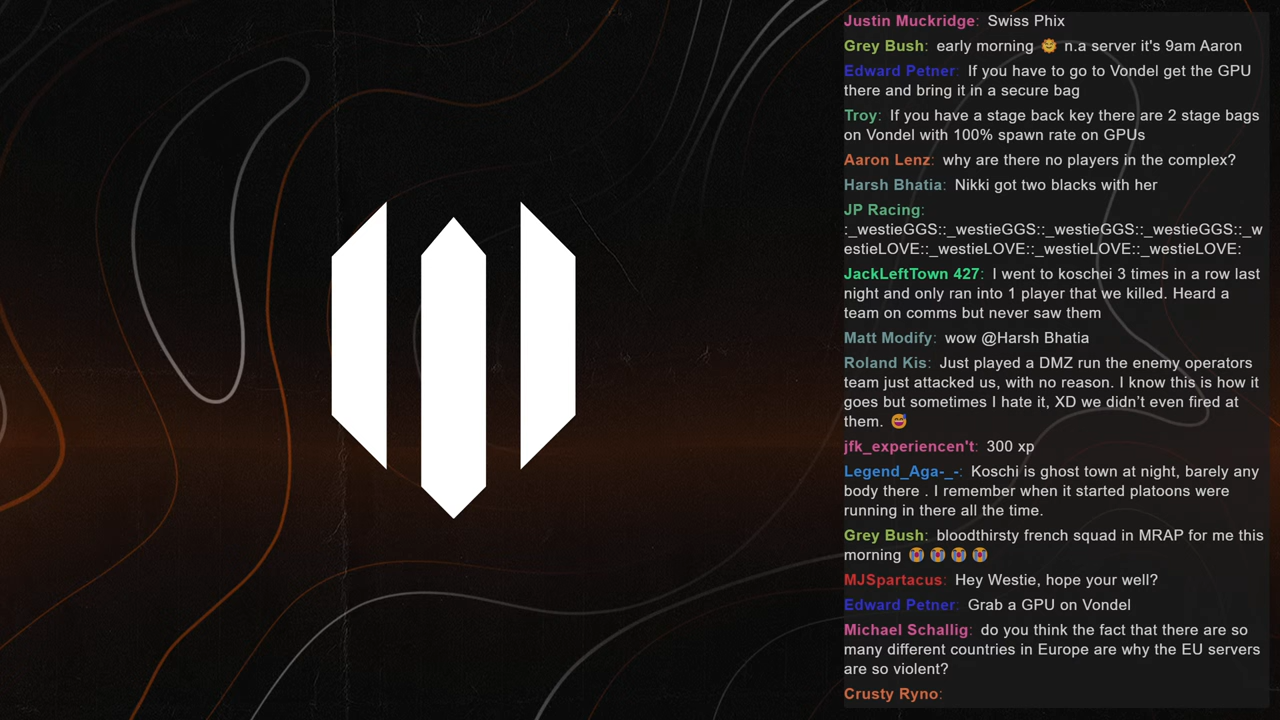 Justin Muckridge: Swiss Phix
Grey Bush: early morning 🌞 n.a server it's 9am Aaron
Edward Petner: If you have to go to Vondel get the GPU
there and bring it in a secure bag
Troy: If you have a stage back key there are 2 stage bags
on Vondel with 100% spawn rate on GPUs
Aaron Lenz: why are there no players in the complex?
Harsh Bhatia: Nikki got two blacks with her
JP Racing:
:_westieGGS::_westieGGS::_westieGGS::_westieGGS::_w
estieLOVE::_westieLOVE::_westieLOVE::_westieLOVE:
JackLeftTown 427: I went to koschei 3 times in a row last
night and only ran into 1 player that we killed. Heard a
team on comms but never saw them
Matt Modify: wow @Harsh Bhatia
Roland Kis: Just played a DMZ run the enemy operators
team just attacked us, with no reason. I know this is how it
goes but sometimes I hate it, XD we didn’t even fired at
them. 😅
jfk_experiencen't: 300 xp
Legend_Aga-_-: Koschi is ghost town at night, barely any
body there . I remember when it started platoons were
running in there all the time.
Grey Bush: bloodthirsty french squad in MRAP for me this
morning 😭 😭 😭 😭
MJSpartacus: Hey Westie, hope your well?
Edward Petner: Grab a GPU on Vondel
Michael Schallig: do you think the fact that there are so
many different countries in Europe are why the EU servers
are so violent?
Crusty Ryno: